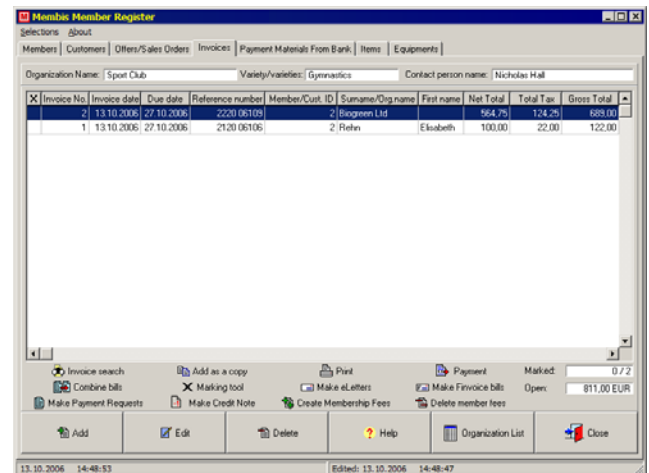 Membis Member Register
Selections About
Members Customers Offers/Sales Orders Invoices Payment Materials From Bank Items Equipments
Organization Name: Sport Club Variety/varieties: Gymnastics Contact person name: Nicholas Hall
X Invoice No. Invoice date Due date Reference number Member/Cust. ID Surname/Org.name First name Net Total Total Tax Gross Total
2 13.10.2006 27.10.2006 2220 06109 2 Biogreen Ltd 564,75 124,25 689,00
1 13.10.2006 27.10.2006 2120 06106 2 Rehn Elisabeth 100,00 22,00 122,00
Invoice search Add as a copy Print Payment Marked: 0 / 2
Combine bills Marking tool Make eLetters Make Finvoice bills Open: 811,00 EUR
Make Payment Requests Make Credit Note Create Membership Fees Delete member fees
Add Edit Delete Help Organization List Close
13.10.2006 14:48:53 Edited: 13.10.2006 14:48:47